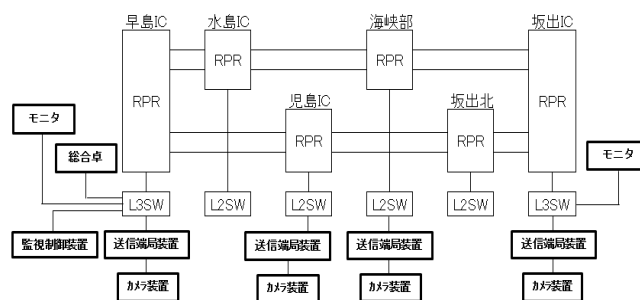 早島IC 水島IC 海峡部 坂出IC
RPR RPR
児島IC 坂出北
RPR RPR
RPR RPR
モニタ
総合卓
モニタ
L3SW L2SW L2SW L2SW L2SW L3SW
監視制御装置 送信端局装置 送信端局装置 送信端局装置 送信端局装置
カメラ装置 カメラ装置 カメラ装置 カメラ装置